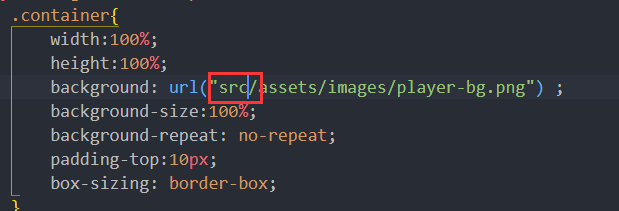 .container{
width:100%;
height:100%;
background: url("src/assets/images/player-bg.png") ;
background-size:100%;
background-repeat: no-repeat;
padding-top:10px;
box-sizing: border-box;
}